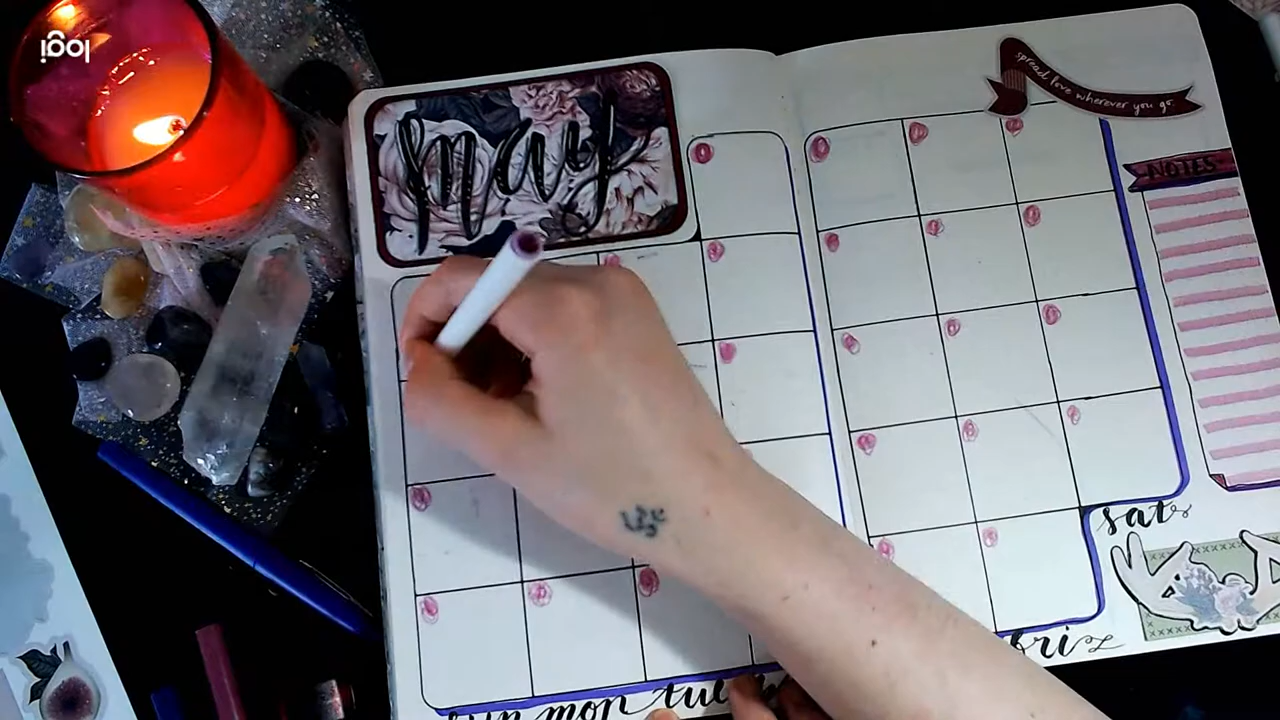 logi
may
spread love wherever you go.
NOTES
sat
sun mon tue
fri